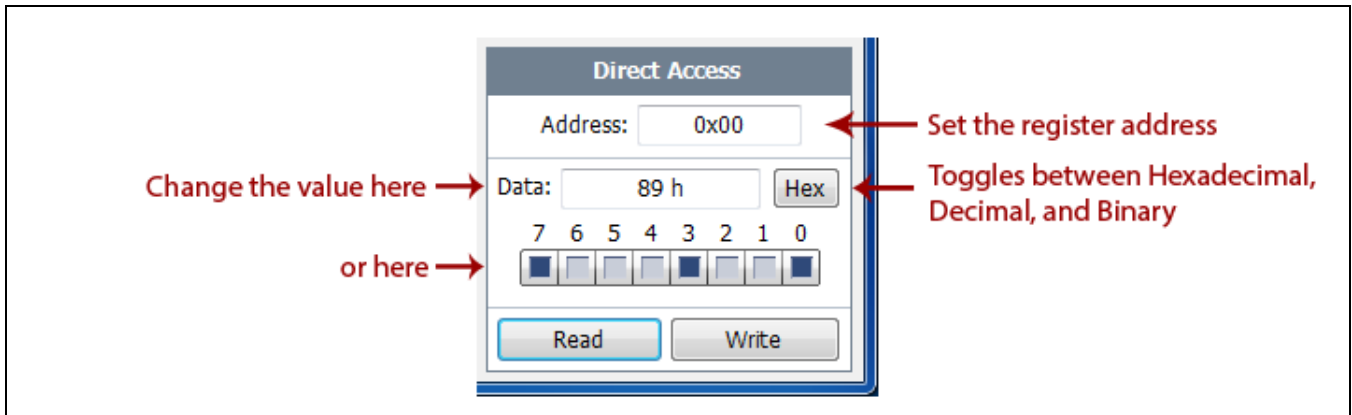 Direct Access
Address: 0x00
Set the register address
Change the value here
Data: 89 h Hex
Toggles between Hexadecimal,
Decimal, and Binary
7 6 5 4 3 2 1 0
or here
Read Write